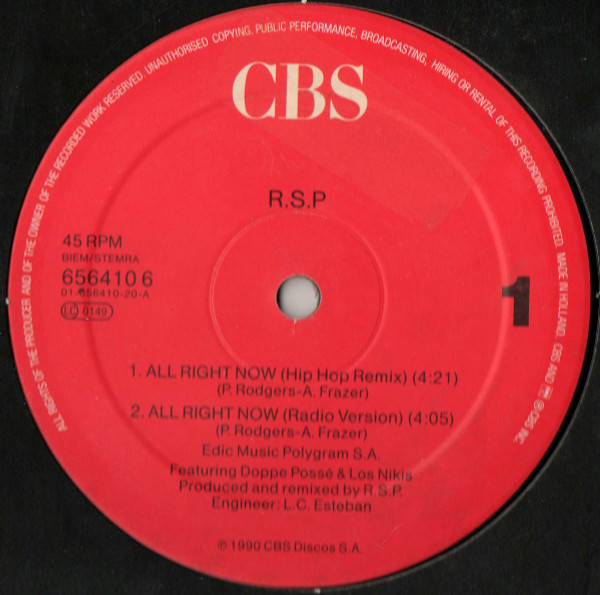 ALL RIGHTS OF THE PRODUCER AND OF THE OWNER OF THE RECORDED WORK RESERVED. UNAUTHORISED COPYING, PUBLIC PERFORMANCE, BROADCASTING, HIRING OR RENTAL OF THIS RECORDING PROHIBITED. MADE IN HOLLAND. CBS AND ℗ CBS INC.
CBS
R.S.P
45 RPM
BIEM/STEMRA
656410 6
01-656410-20-A
LC 0149
1
1. ALL RIGHT NOW (Hip Hop Remix) (4:21)
(P. Rodgers-A. Frazer)
2. ALL RIGHT NOW (Radio Version) (4:05)
(P. Rodgers-A. Frazer)
Edic Music Polygram S.A.
Featuring Doppe Possé & Los Nikis
Produced and remixed by R.S.P.
Engineer: L.C. Esteban
℗ 1990 CBS Discos S.A.